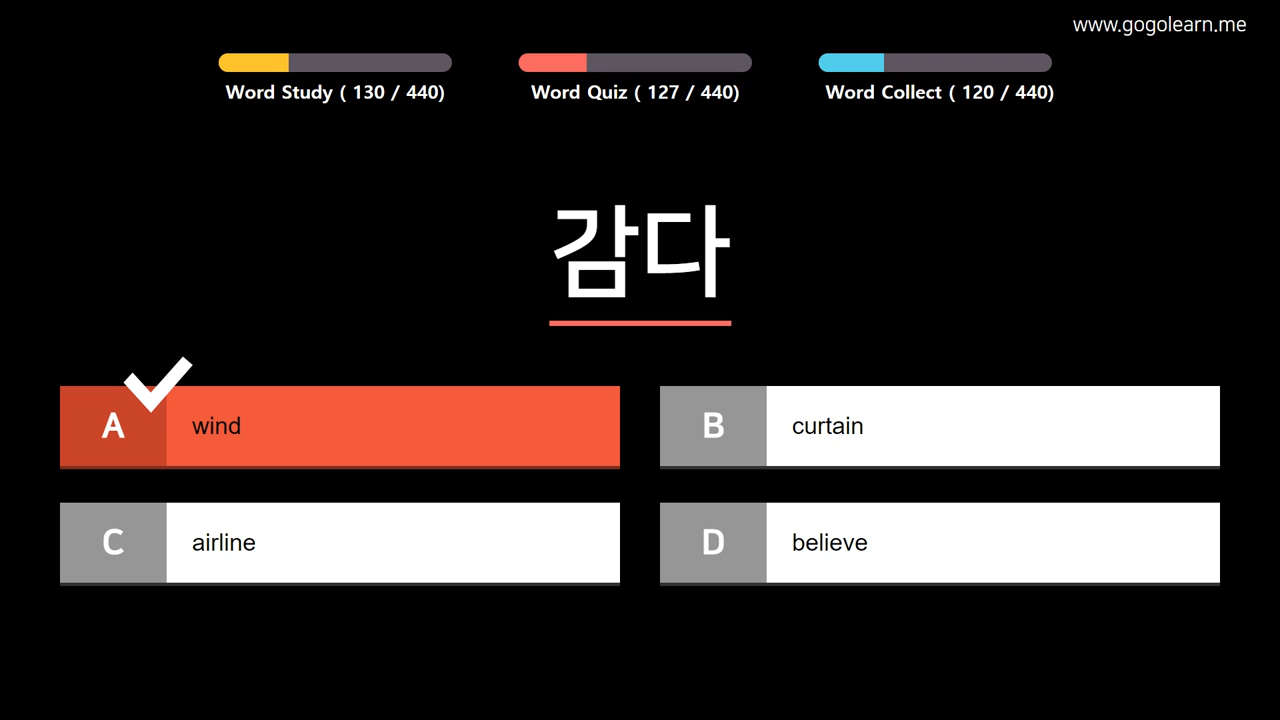 www.gogolearn.me
Word Study ( 130 / 440)
Word Quiz ( 127 / 440)
Word Collect ( 120 / 440)
감다
A wind
B curtain
C airline
D believe